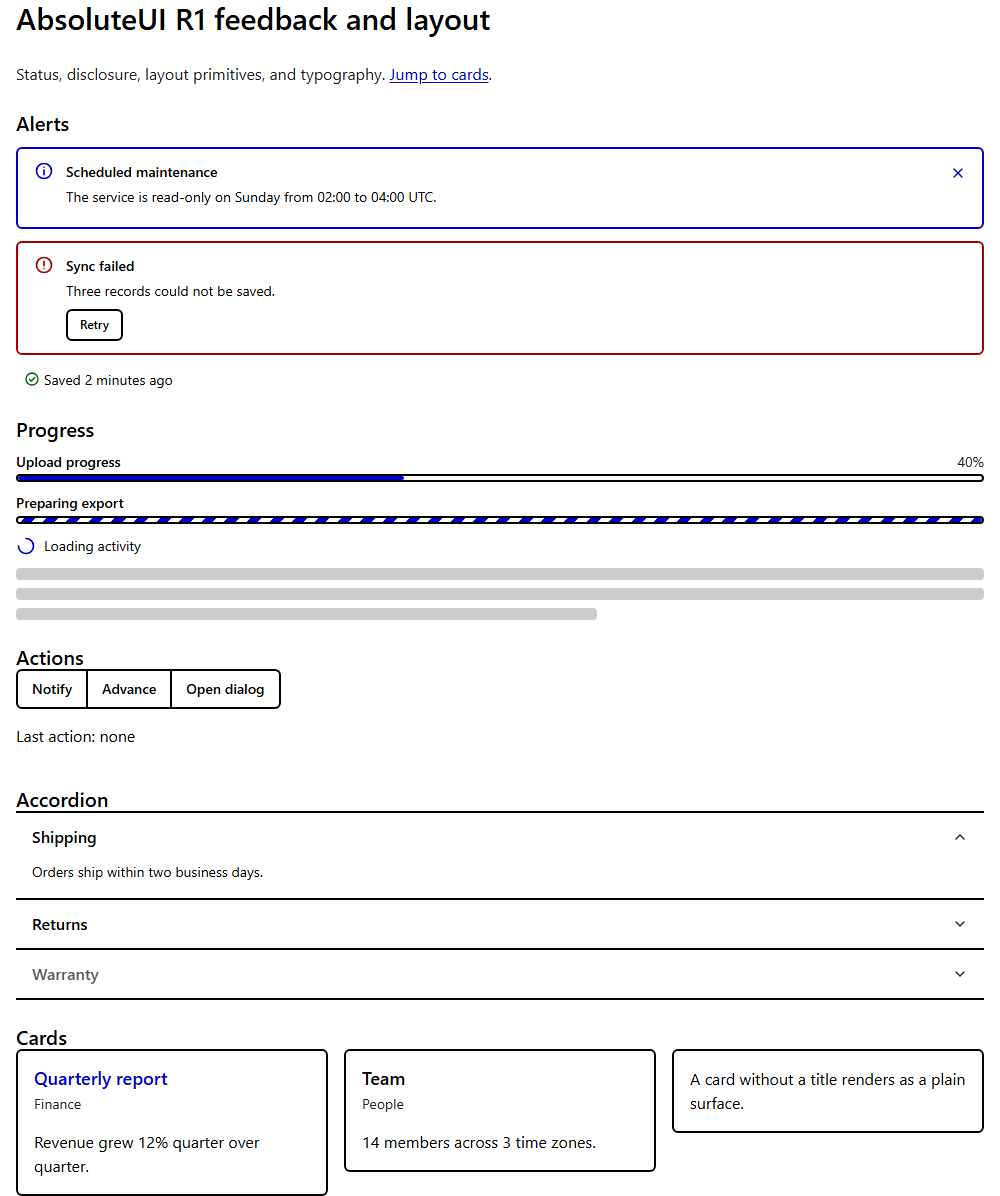 AbsoluteUI R1 feedback and layout
Status, disclosure, layout primitives, and typography. Jump to cards.
Alerts
Scheduled maintenance
The service is read-only on Sunday from 02:00 to 04:00 UTC.
Sync failed
Three records could not be saved.
Retry
Saved 2 minutes ago
Progress
Upload progress 40%
Preparing export
Loading activity
Actions
Notify Advance Open dialog
Last action: none
Accordion
Shipping
Orders ship within two business days.
Returns
Warranty
Cards
Quarterly report
Finance
Revenue grew 12% quarter over
quarter.
Team
People
14 members across 3 time zones.
A card without a title renders as a plain
surface.